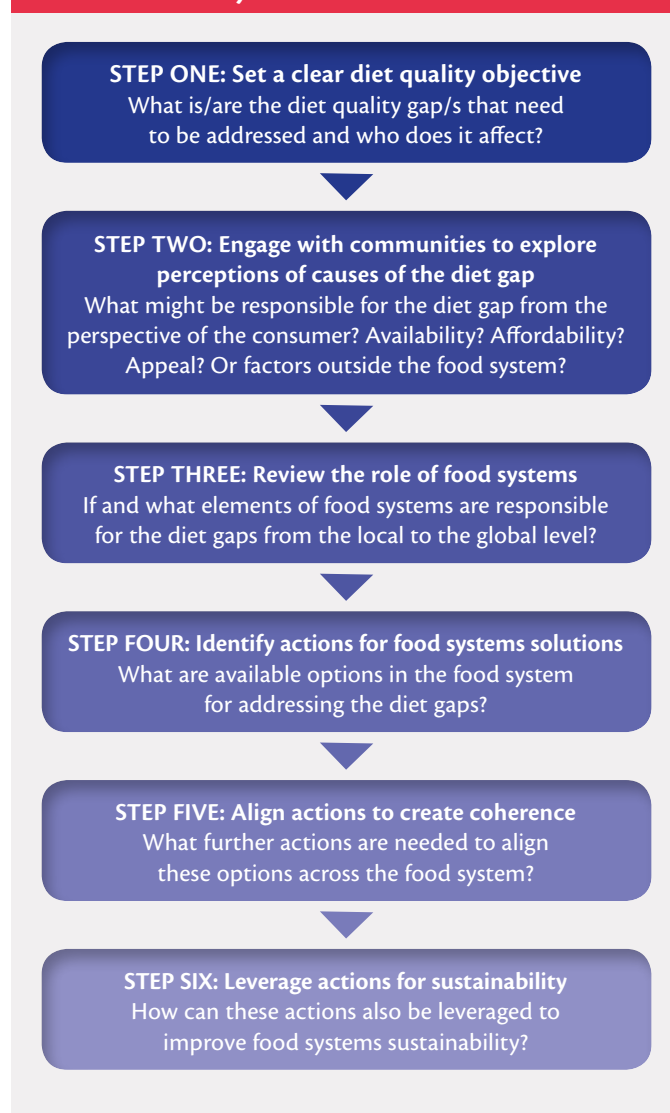 STEP ONE: Set a clear diet quality objective
What is/are the diet quality gap/s that need
to be addressed and who does it affect?
STEP TWO: Engage with communities to explore
perceptions of causes of the diet gap
What might be responsible for the diet gap from the
perspective of the consumer? Availability? Affordability?
Appeal? Or factors outside the food system?
STEP THREE: Review the role of food systems
If and what elements of food systems are responsible
for the diet gaps from the local to the global level?
STEP FOUR: Identify actions for food systems solutions
What are available options in the food system
for addressing the diet gaps?
STEP FIVE: Align actions to create coherence
What further actions are needed to align
these options across the food system?
STEP SIX: Leverage actions for sustainability
How can these actions also be leveraged to
improve food systems sustainability?